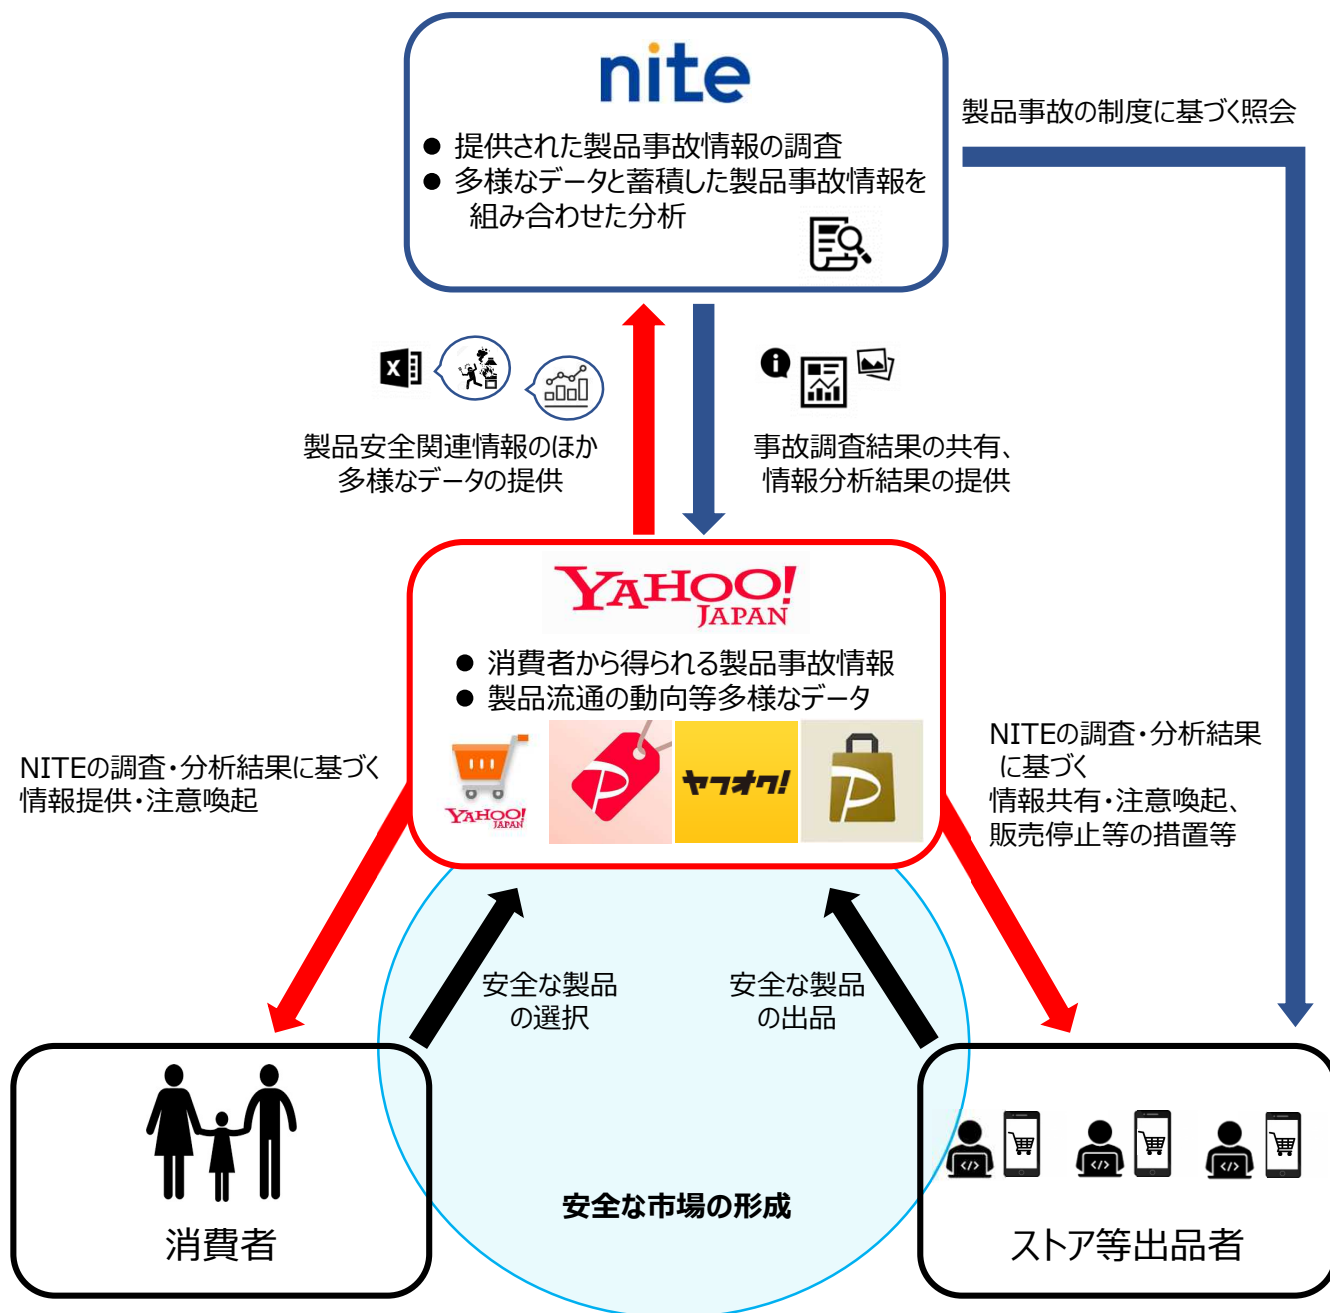 nite
● 提供された製品事故情報の調査
● 多様なデータと蓄積した製品事故情報を
組み合わせた分析
製品事故の制度に基づく照会
X
製品安全関連情報のほか
多様なデータの提供
i
事故調査結果の共有、
情報分析結果の提供
YAHOO!
JAPAN
● 消費者から得られる製品事故情報
● 製品流通の動向等多様なデータ
YAHOO!
JAPAN
P
ヤフオク!
P
NITEの調査・分析結果に基づく
情報提供・注意喚起
NITEの調査・分析結果
に基づく
情報共有・注意喚起、
販売停止等の措置等
安全な製品
の選択
安全な製品
の出品
安全な市場の形成
消費者
</>
</>
</>
ストア等出品者